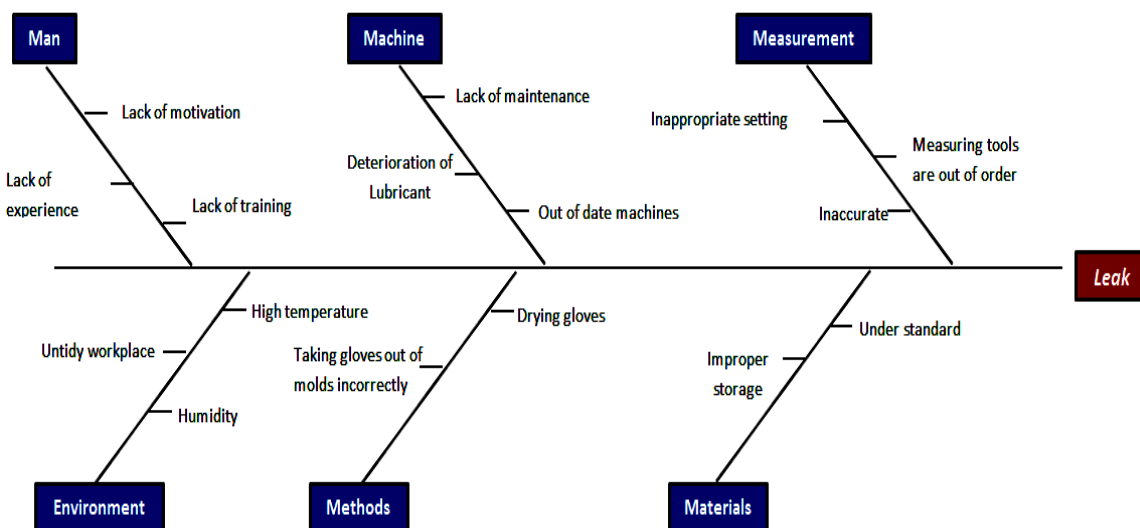 Man
Machine
Measurement
Lack of motivation
Lack of maintenance
Inappropriate setting
Measuring tools
are out of order
Deterioration of
Lubricant
Lack of
experience
Lack of training
Out of date machines
Inaccurate
Leak
High temperature
Drying gloves
Under standard
Untidy workplace
Taking gloves out of
molds incorrectly
Improper
storage
Humidity
Environment
Methods
Materials